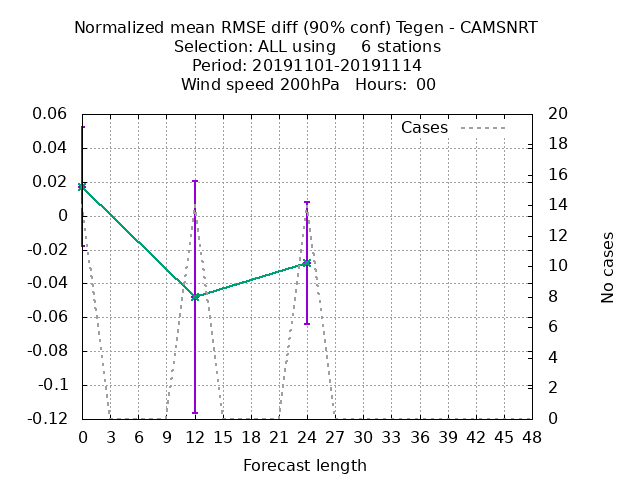 Normalized mean RMSE diff (90% conf) Tegen - CAMSNRT
Selection: ALL using     6 stations
Period: 20191101-20191114
Wind speed 200hPa   Hours:  00
Cases
0.06
0.04
0.02
0
-0.02
-0.04
-0.06
-0.08
-0.1
-0.12
20
18
16
14
12
10
8
6
4
2
0
No cases
0 3 6 9 12 15 18 21 24 27 30 33 36 39 42 45 48
Forecast length